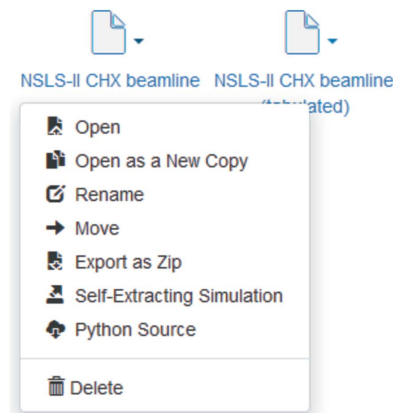 NSLS-II CHX beamline
NSLS-II CHX beamline
(tabulated)
Open
Open as a New Copy
Rename
Move
Export as Zip
Self-Extracting Simulation
Python Source
Delete